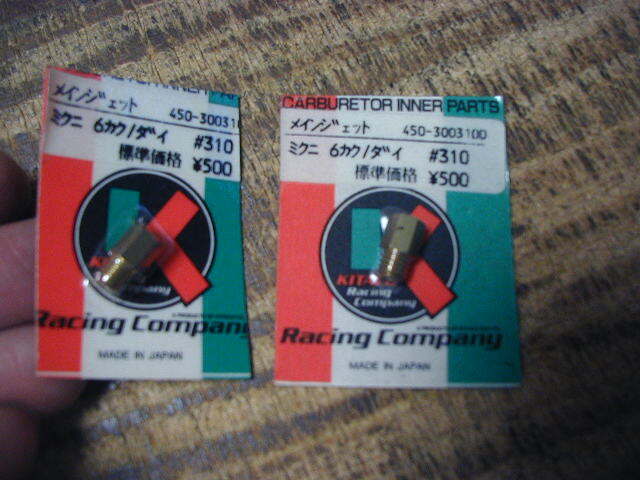 メインジェット 450-30031
ミクニ 6カク/ダイ #310
標準価格 ¥500
Racing Company
Racing Company
MADE IN JAPAN
CARBURETOR INNER PARTS
メインジェット 450-3003100
ミクニ 6カク/ダイ #310
標準価格 ¥500
K
Racing
Company
Racing Company
MADE IN JAPAN